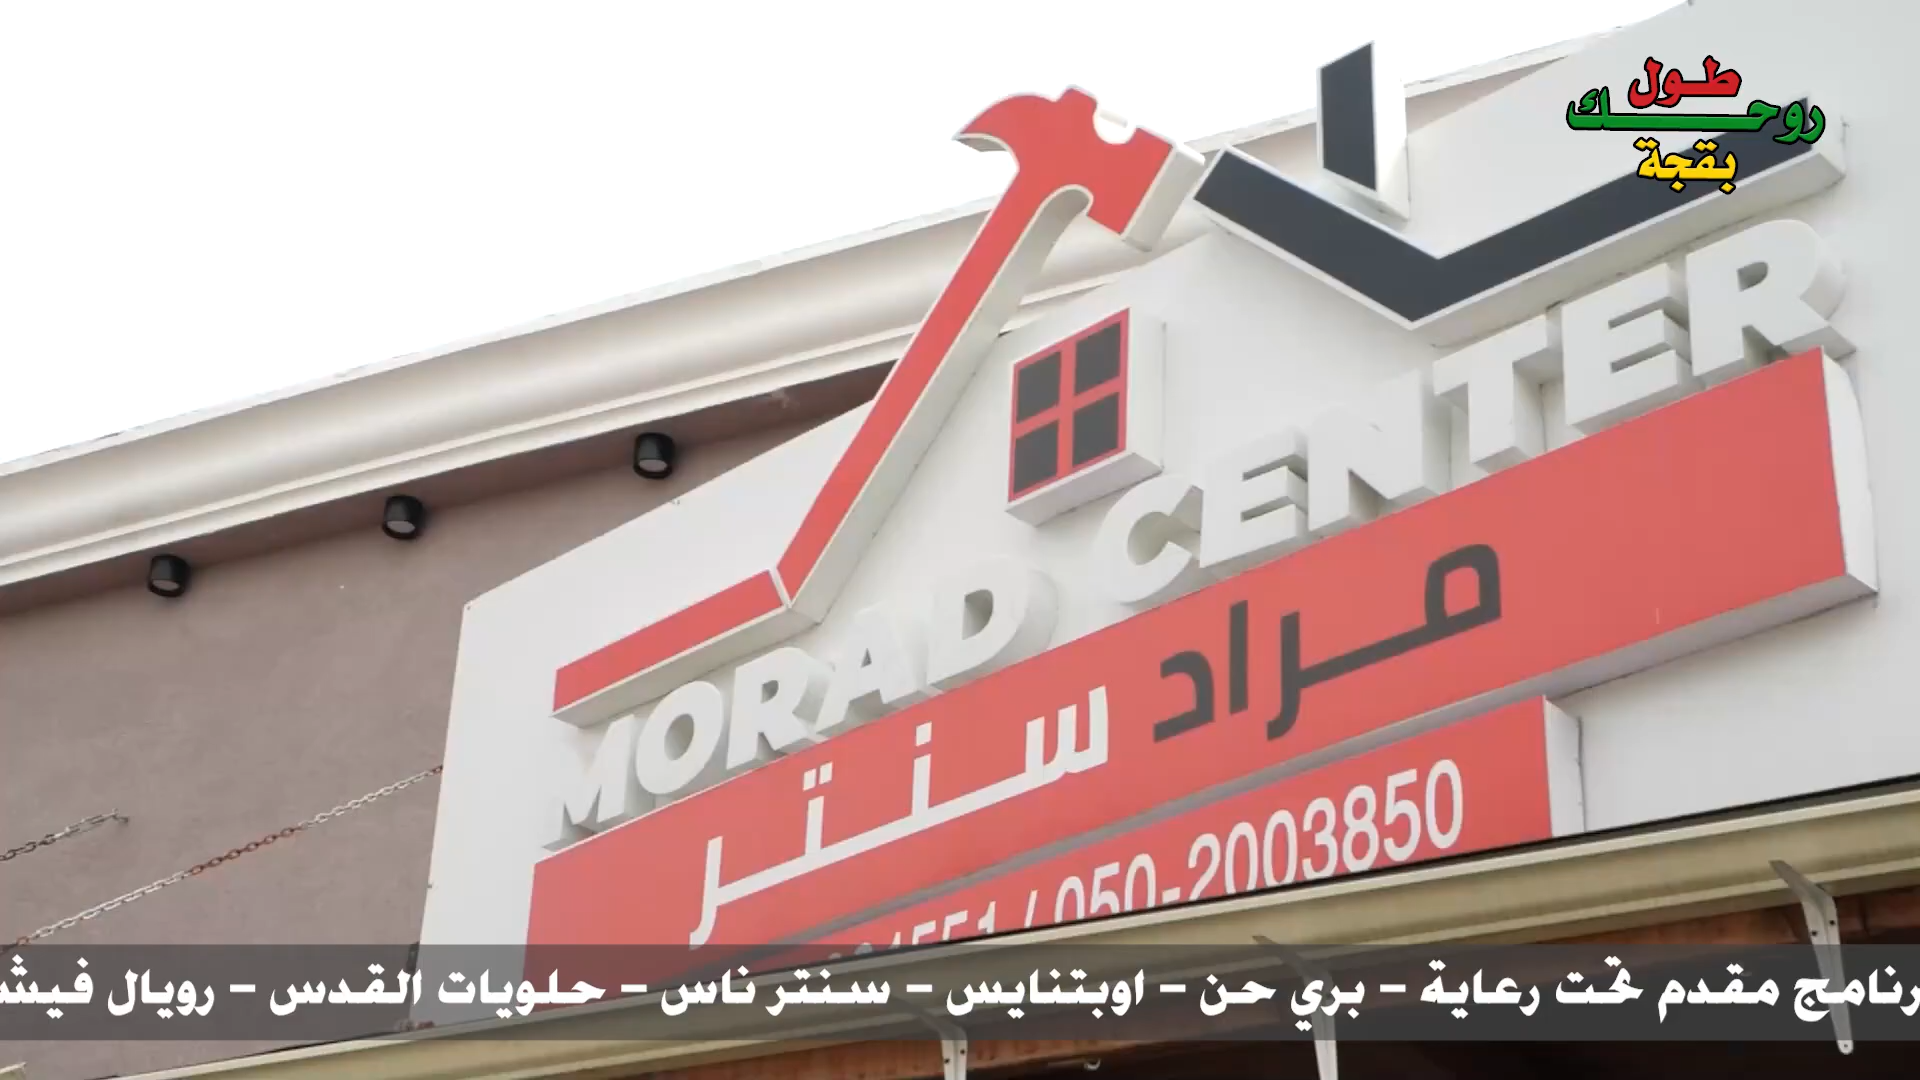 طول
روحك
بقجة
MORAD CENTER
مراد سنتر
1551 / 050-2003850
رنامج مقدم تحت رعاية - بري حن - اوبتنايس - سنتر ناس - حلويات القدس - رويال فيش